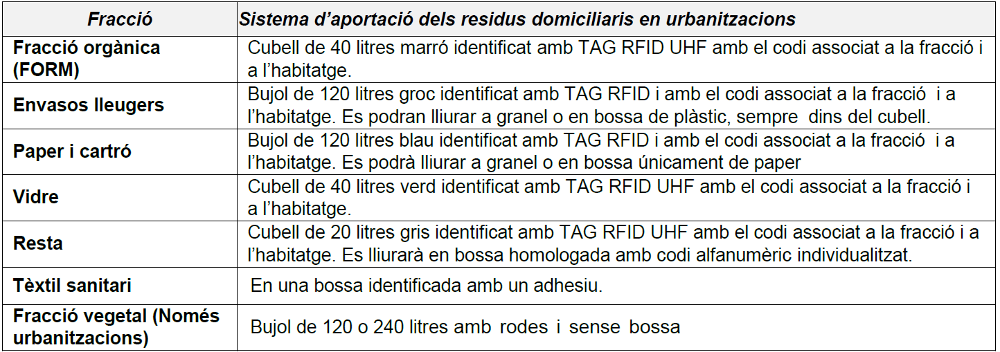 Fracció
Sistema d’aportació dels residus domiciliaris en urbanitzacions
Fracció orgànica
(FORM)
Cubell de 40 litres marró identificat amb TAG RFID UHF amb el codi associat a la fracció i
a l’habitatge.
Envasos lleugers
Bujol de 120 litres groc identificat amb TAG RFID i amb el codi associat a la fracció i a
l’habitatge. Es podran lliurar a granel o en bossa de plàstic, sempre dins del cubell.
Paper i cartró
Bujol de 120 litres blau identificat amb TAG RFID i amb el codi associat a la fracció i a
l’habitatge. Es podrà lliurar a granel o en bossa únicament de paper
Vidre
Cubell de 40 litres verd identificat amb TAG RFID UHF amb el codi associat a la fracció i
a l’habitatge.
Resta
Cubell de 20 litres gris identificat amb TAG RFID UHF amb el codi associat a la fracció i a
l’habitatge. Es lliurarà en bossa homologada amb codi alfanumèric individualitzat.
Tèxtil sanitari
En una bossa identificada amb un adhesiu.
Fracció vegetal (Només
urbanitzacions)
Bujol de 120 o 240 litres amb rodes i sense bossa